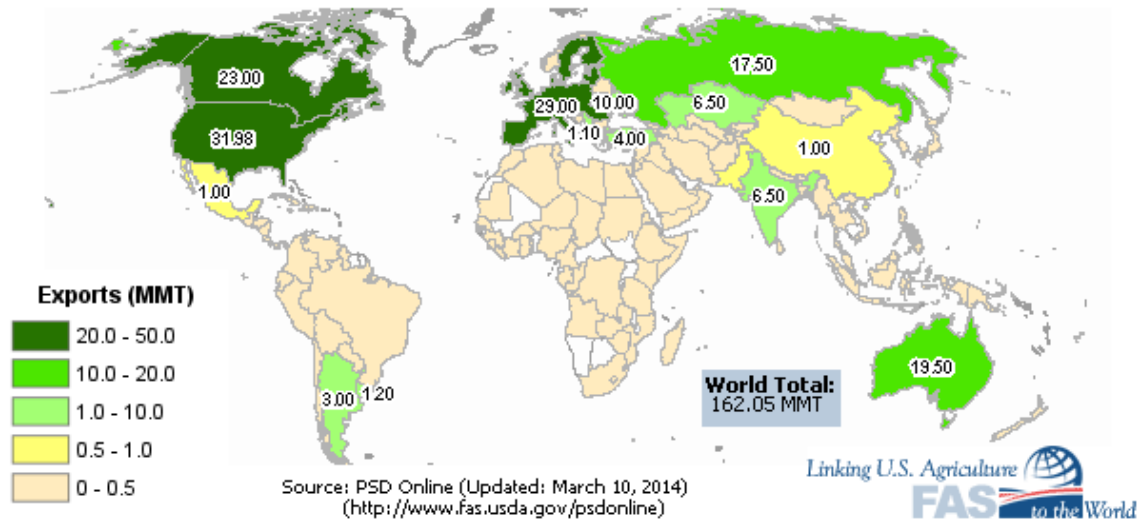 23.00
17.50
29.00
10.00
6.50
31.98
1.10
4.00
1.00
1.00
6.50
Exports (MMT)
20.0 - 50.0
10.0 - 20.0
1.0 - 10.0
0.5 - 1.0
0 - 0.5
3.00
1.20
World Total:
162.05 MMT
19.50
Source: PSD Online (Updated: March 10, 2014)
(http://www.fas.usda.gov/psdonline)
Linking U.S. Agriculture
FAS to the World